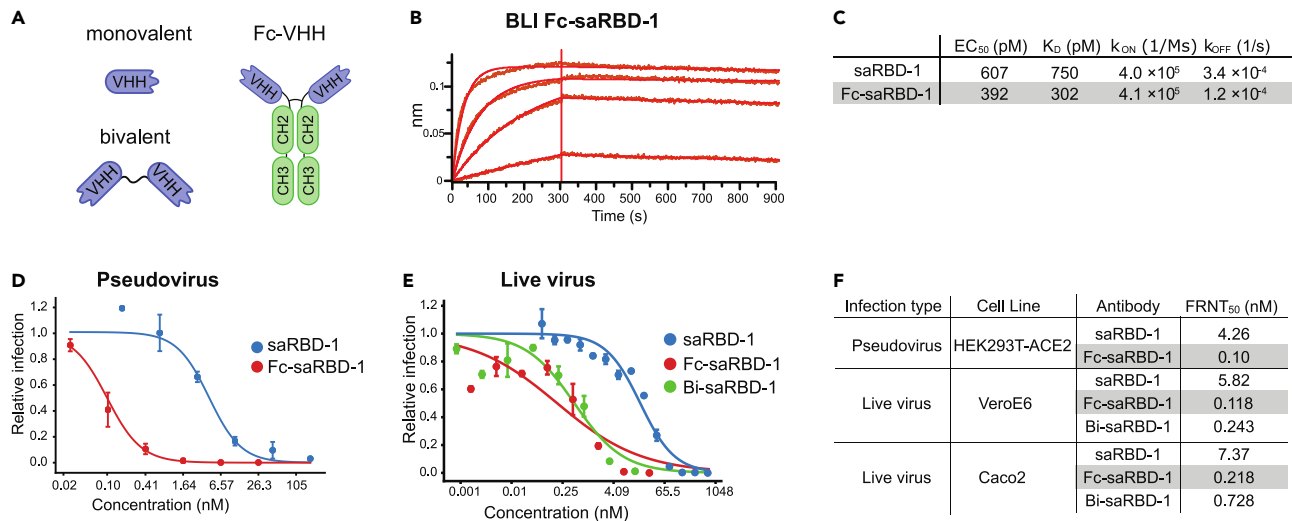 A
monovalent
VHH
bivalent
VHH
VHH
Fc-VHH
VHH
VHH
CH2
CH2
CH3
CH3
B
BLI Fc-saRBD-1
nm
0.1
0.05
0
0 100 200 300 400 500 600 700 800 900
Time (s)
C
EC₅₀ (pM) K_D (pM) k_ON (1/Ms) k_OFF (1/s)
saRBD-1 607 750 4.0 ×10⁵ 3.4 ×10⁻⁴
Fc-saRBD-1 392 302 4.1 ×10⁵ 1.2 ×10⁻⁴
D
Pseudovirus
Relative infection
1.2
1.0
0.8
0.6
0.4
0.2
0.0
saRBD-1
Fc-saRBD-1
0.02 0.10 0.41 1.64 6.57 26.3 105
Concentration (nM)
E
Live virus
Relative infection
1.2
1.0
0.8
0.6
0.4
0.2
0.0
saRBD-1
Fc-saRBD-1
Bi-saRBD-1
0.001 0.01 0.25 4.09 65.5 1048
Concentration (nM)
F
Infection type Cell Line Antibody FRNT₅₀ (nM)
Pseudovirus HEK293T-ACE2 saRBD-1 4.26
Fc-saRBD-1 0.10
Live virus VeroE6 saRBD-1 5.82
Fc-saRBD-1 0.118
Bi-saRBD-1 0.243
Live virus Caco2 saRBD-1 7.37
Fc-saRBD-1 0.218
Bi-saRBD-1 0.728